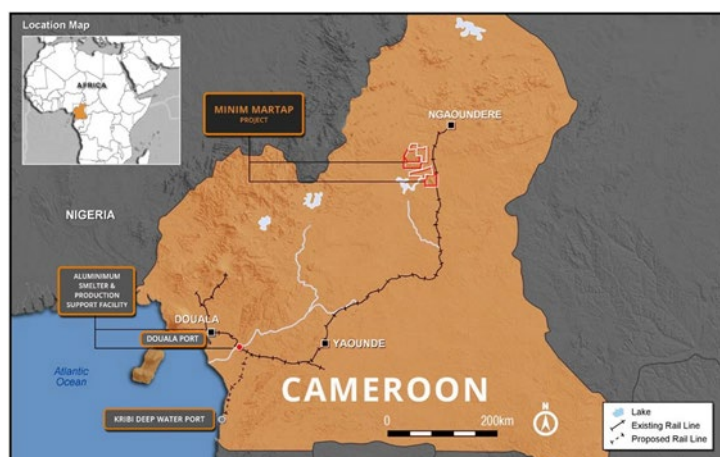 Location Map
AFRICA
MINIM MARTAP
PROJECT
NGAOUNDERE
NIGERIA
ALUMINIMUM
SMELTER &
PRODUCTION
SUPPORT FACILITY
DOUALA
DOUALA PORT
YAOUNDE
Atlantic
Ocean
CAMEROON
KRIBI DEEP WATER PORT
0 200km
N
Lake
Existing Rail Line
Proposed Rail Line